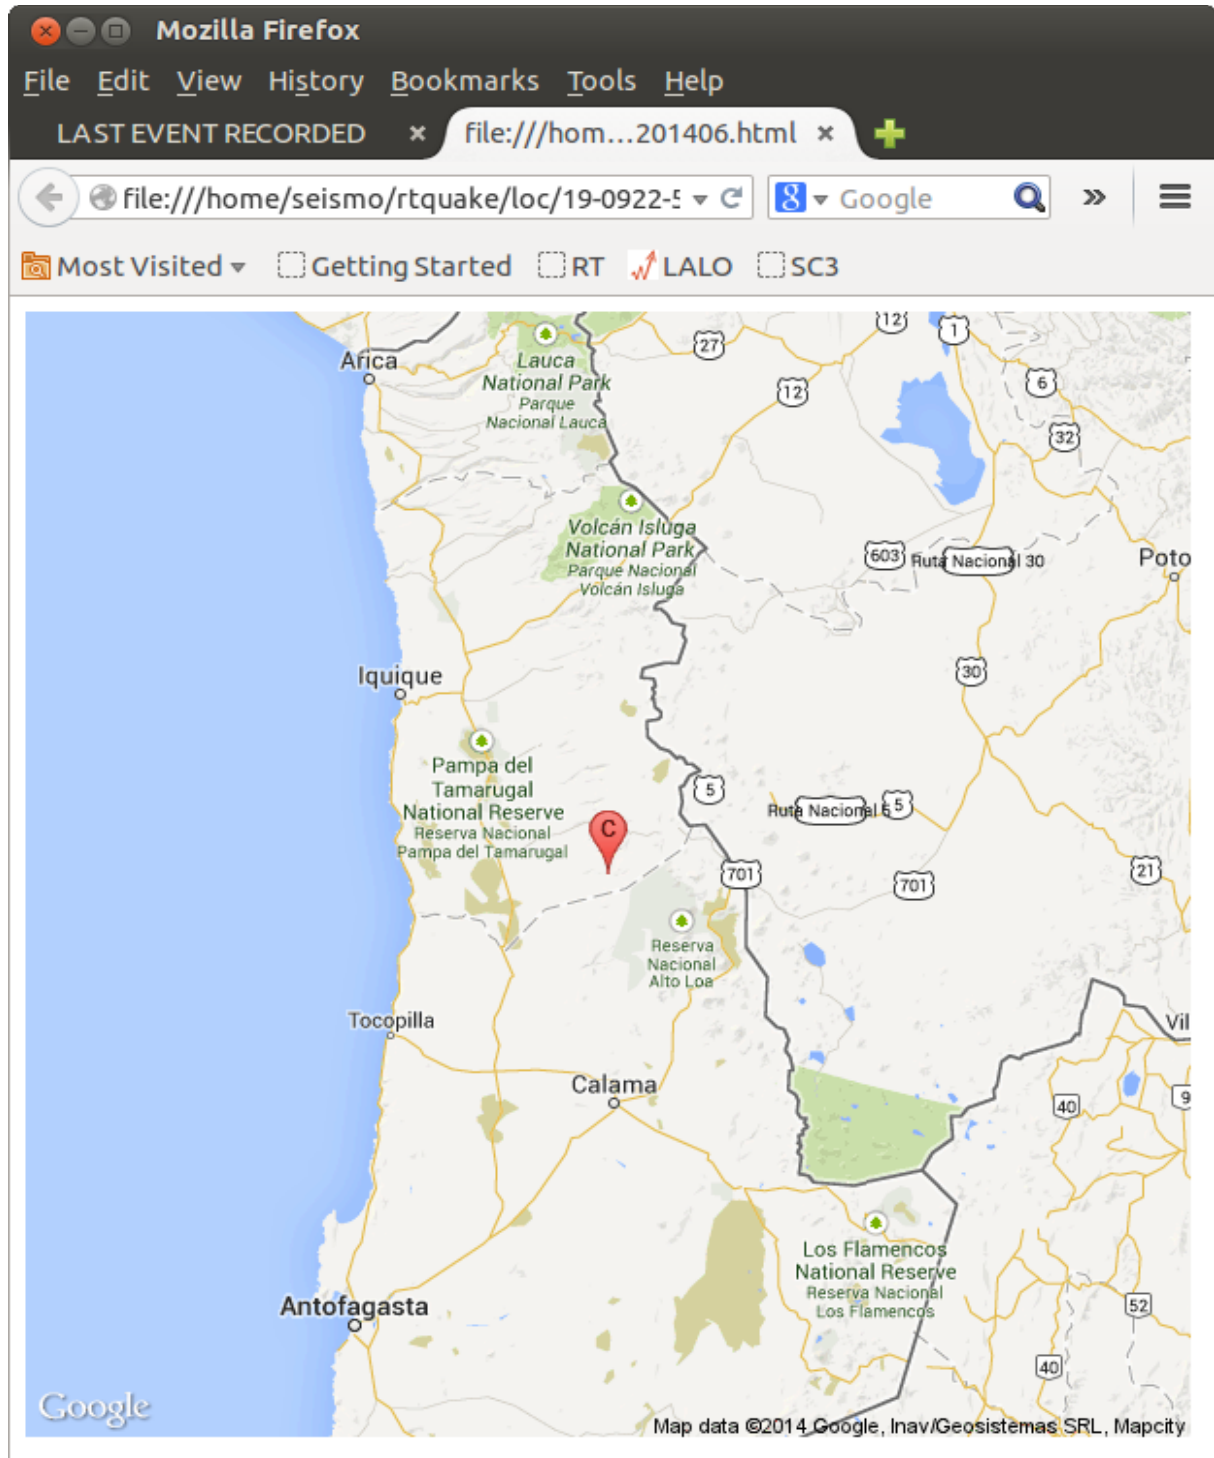 Mozilla Firefox
File Edit View History Bookmarks Tools Help
LAST EVENT RECORDED
file:///hom...201406.html
file:///home/seismo/rtquake/loc/19-0922-5
Google
Most Visited
Getting Started
RT
LALO
SC3
Arica
Lauca
National Park
Parque
Nacional Lauca
27
12
12
1
6
32
Volcán Isluga
National Park
Parque Nacional
Volcán Isluga
603
Ruta Nacional 30
Poto
Iquique
30
Pampa del
Tamarugal
National Reserve
Reserva Nacional
Pampa del Tamarugal
C
5
Ruta Nacional 5
5
701
701
21
Reserva
Nacional
Alto Loa
Tocopilla
Vil
Calama
40
9
Los Flamencos
National Reserve
Reserva Nacional
Los Flamencos
Antofagasta
52
40
Google
Map data ©2014 Google, Inav/Geosistemas SRL, Mapcity